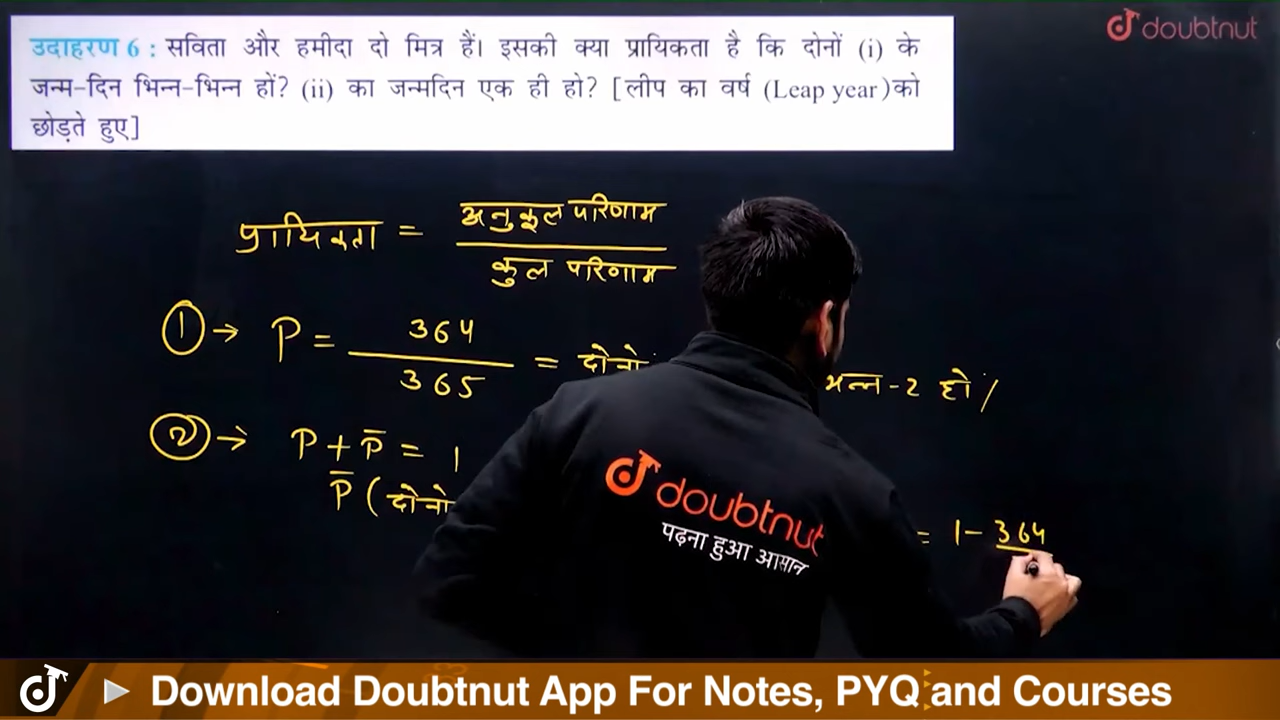 उदाहरण 6 : सविता और हमीदा दो मित्र हैं। इसकी क्या प्रायिकता है कि दोनों (i) के
जन्म-दिन भिन्न-भिन्न हों? (ii) का जन्मदिन एक ही हो? [लीप का वर्ष (Leap year)को
छोड़ते हुए]
doubtnut
प्रायिकता = अनुकूल परिणाम
कुल परिणाम
① → P = 364
365
= दोनो
-2 हो /
② → P + P̅ = 1
P̅ (दोनो
= 1 - 364
doubtnut
पढ़ना हुआ आसान
Download Doubtnut App For Notes, PYQ and Courses